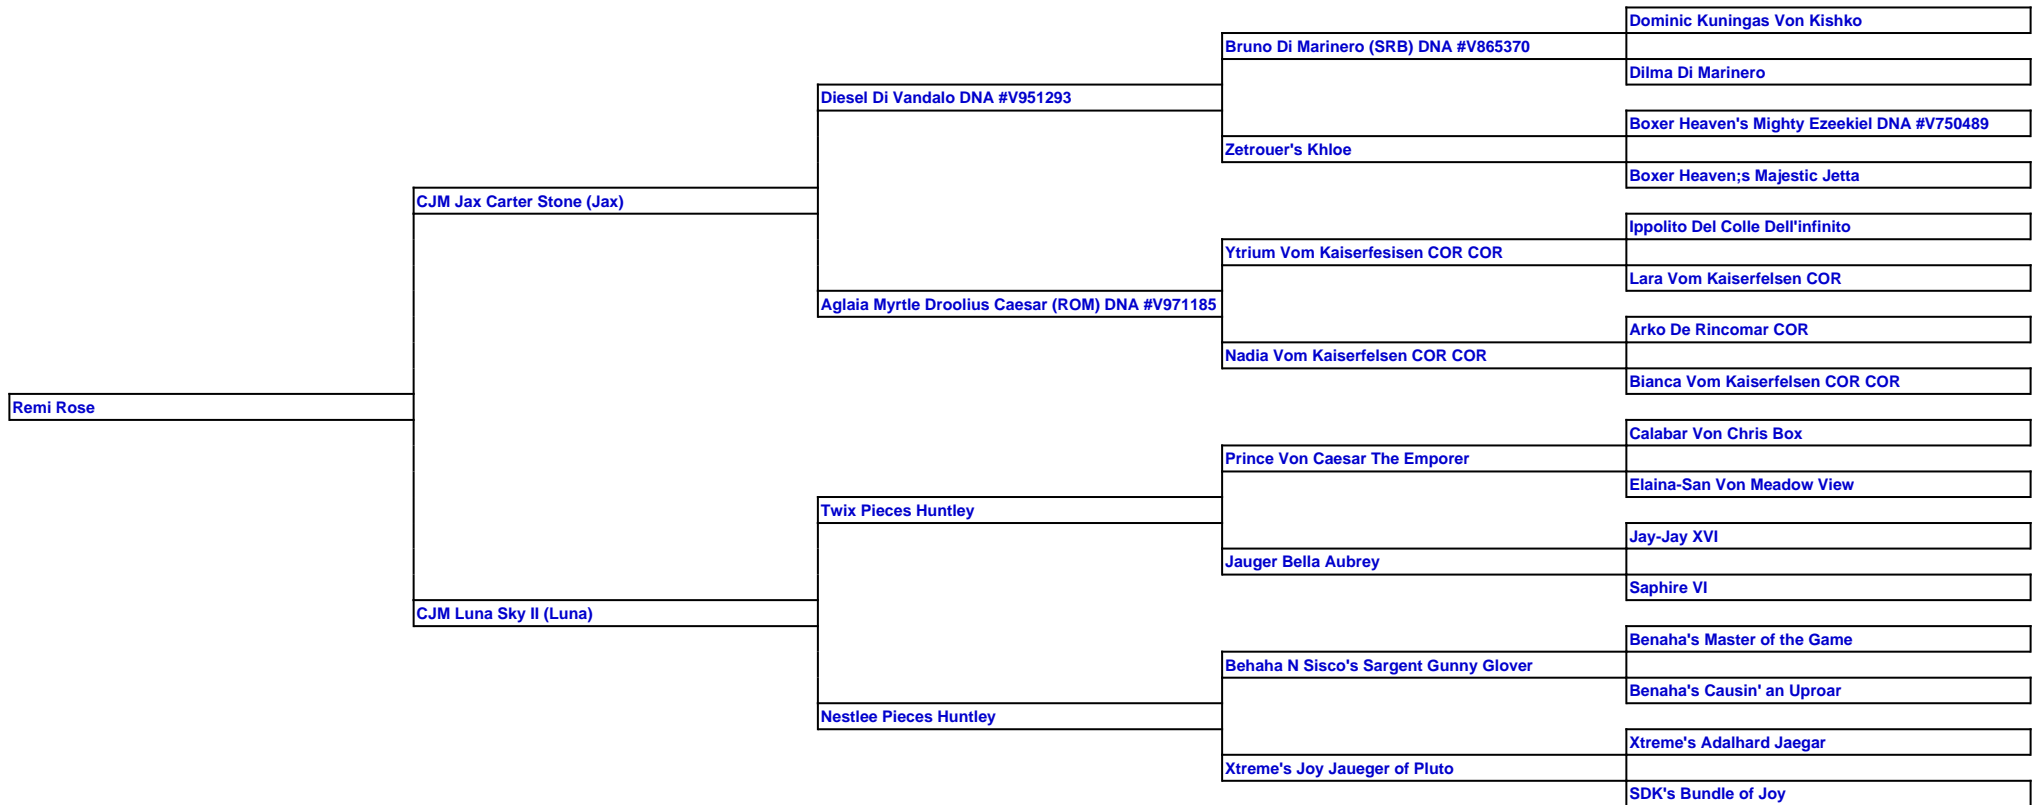 Dominic Kuningas Von Kishko
Bruno Di Marinero (SRB) DNA #V865370
Dilma Di Marinero
Diesel Di Vandalo DNA #V951293
Boxer Heaven's Mighty Ezeekiel DNA #V750489
Zetrouer's Khloe
Boxer Heaven;s Majestic Jetta
CJM Jax Carter Stone (Jax)
Ippolito Del Colle Dell'infinito
Ytrium Vom Kaiserfesisen COR COR
Lara Vom Kaiserfelsen COR
Aglaia Myrtle Droolius Caesar (ROM) DNA #V971185
Arko De Rincomar COR
Nadia Vom Kaiserfelsen COR COR
Bianca Vom Kaiserfelsen COR COR
Remi Rose
Calabar Von Chris Box
Prince Von Caesar The Emporer
Elaina-San Von Meadow View
Twix Pieces Huntley
Jay-Jay XVI
Jauger Bella Aubrey
Saphire VI
CJM Luna Sky II (Luna)
Benaha's Master of the Game
Behaha N Sisco's Sargent Gunny Glover
Benaha's Causin' an Uproar
Nestlee Pieces Huntley
Xtreme's Adalhard Jaegar
Xtreme's Joy Jaueger of Pluto
SDK's Bundle of Joy